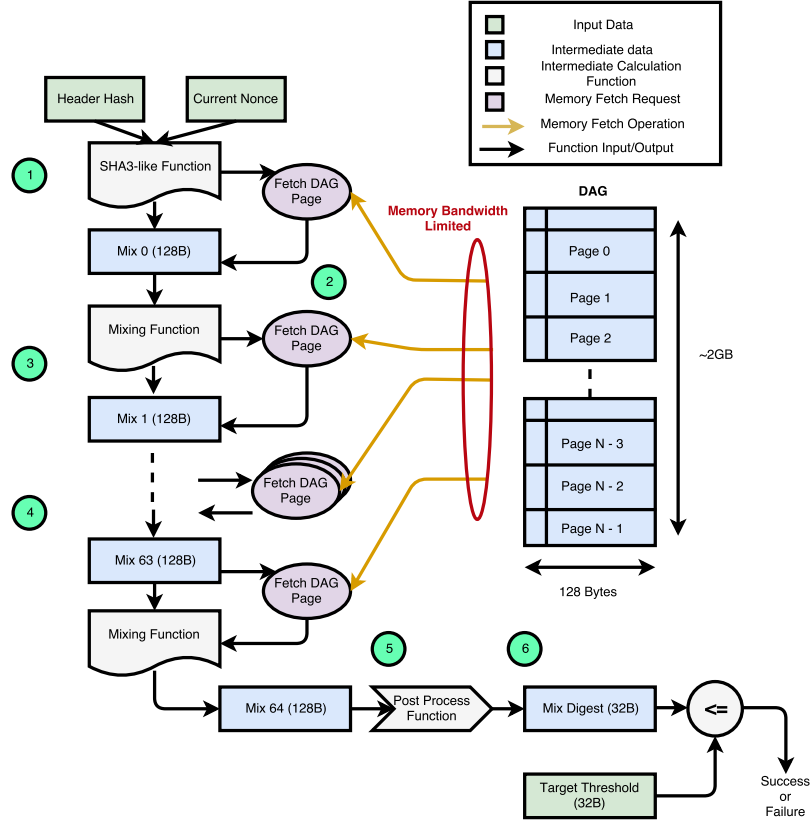 Input Data
Intermediate data
Intermediate Calculation
Function
Memory Fetch Request
Memory Fetch Operation
Function Input/Output
Header Hash
Current Nonce
1
SHA3-like Function
Fetch DAG
Page
Mix 0 (128B)
2
3
Mixing Function
Fetch DAG
Page
Mix 1 (128B)
4
Fetch DAG
Page
Mix 63 (128B)
Fetch DAG
Page
Mixing Function
Memory Bandwidth
Limited
DAG
Page 0
Page 1
Page 2
~2GB
Page N - 3
Page N - 2
Page N - 1
128 Bytes
5
6
Mix 64 (128B)
Post Process
Function
Mix Digest (32B)
<=
Target Threshold
(32B)
Success
or
Failure